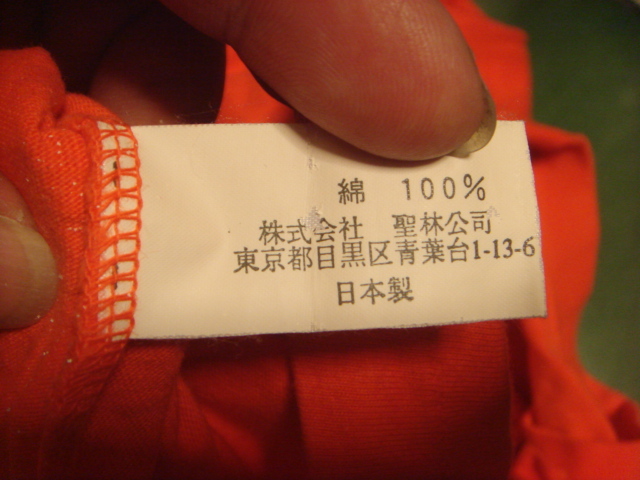 綿 100%
株式会社 聖林公司
東京都目黒区青葉台1-13-6
日本製